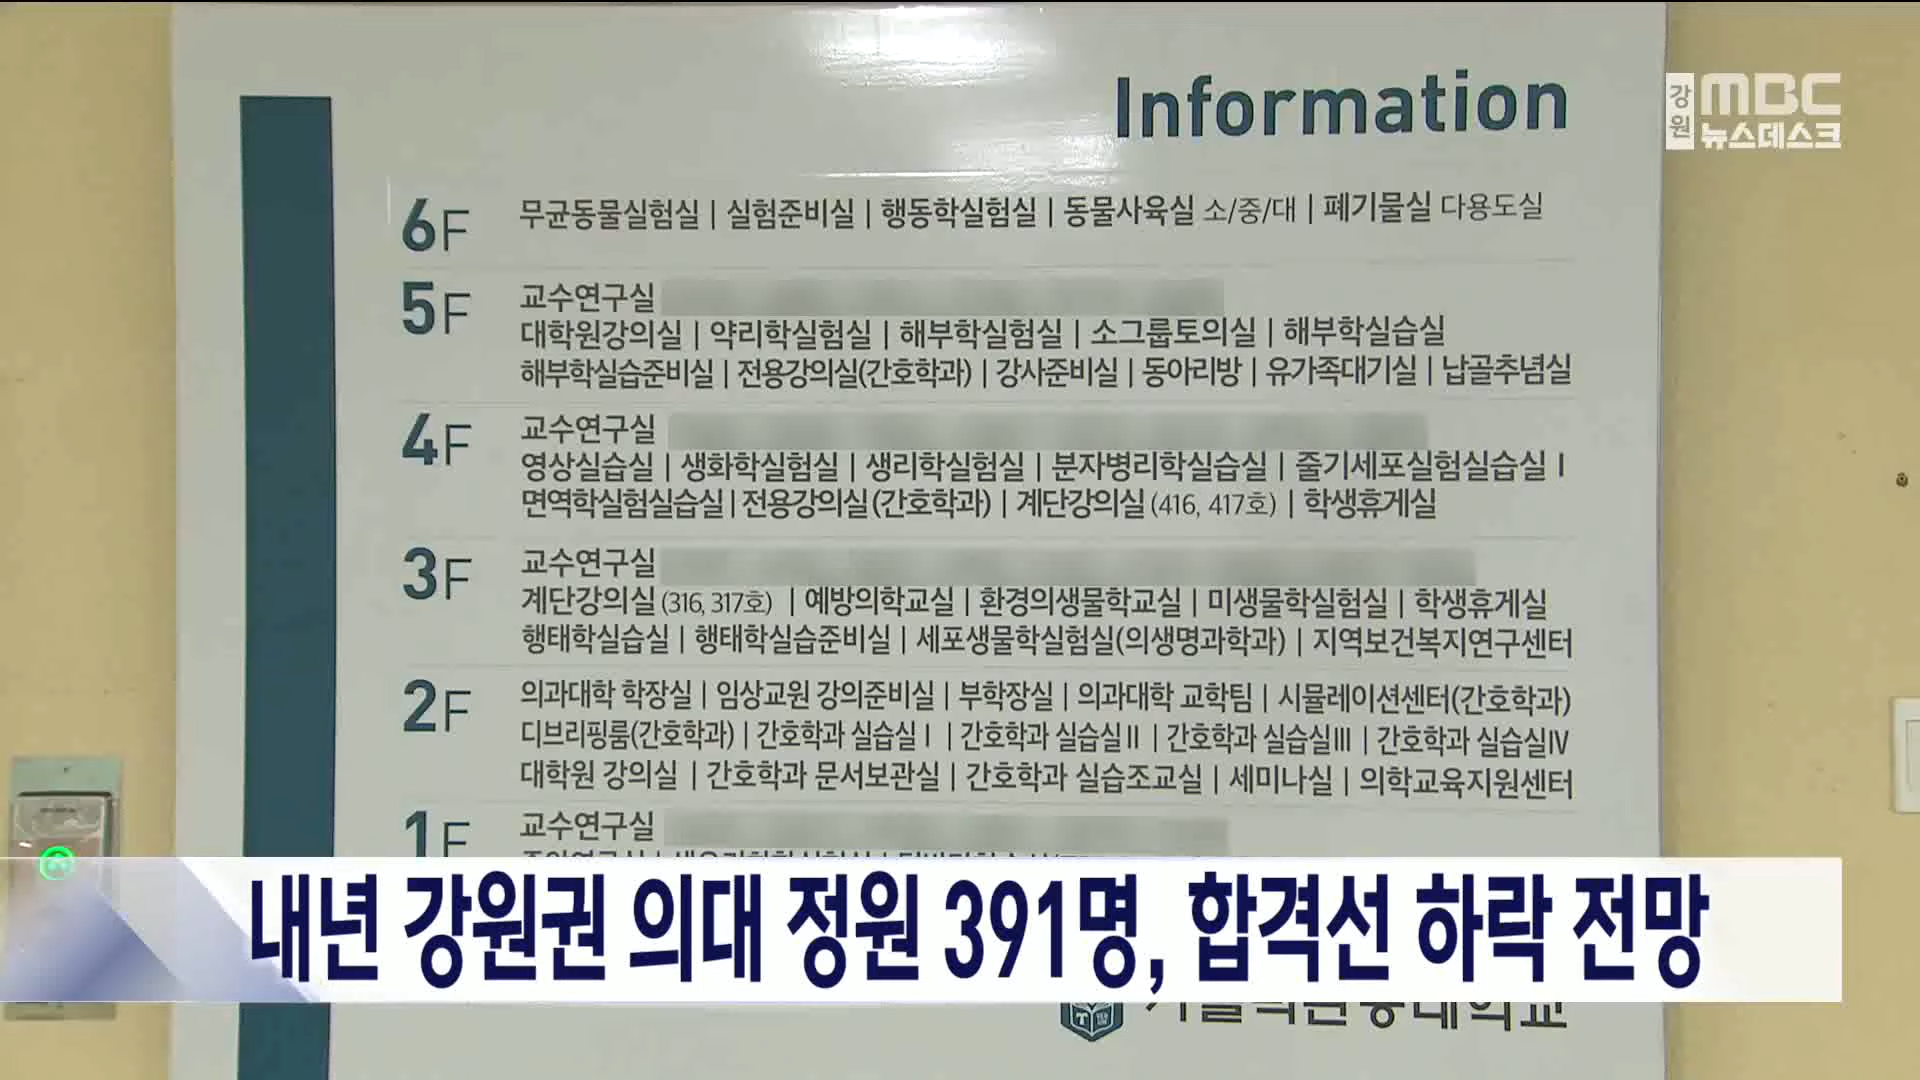 Information
강원 MBC
뉴스데스크
6F 무균동물실험실 | 실험준비실 | 행동학실험실 | 동물사육실 소/중/대 | 폐기물실 다용도실
5F 교수연구실
대학원강의실 | 약리학실험실 | 해부학실험실 | 소그룹토의실 | 해부학실습실
해부학실습준비실 | 전용강의실(간호학과) | 강사준비실 | 동아리방 | 유가족대기실 | 납골추념실
4F 교수연구실
영상실습실 | 생화학실험실 | 생리학실험실 | 분자병리학실습실 | 줄기세포실험실습실 I
면역학실험실습실 | 전용강의실(간호학과) | 계단강의실 (416, 417호) | 학생휴게실
3F 교수연구실
계단강의실 (316, 317호) | 예방의학교실 | 환경의생물학교실 | 미생물학실험실 | 학생휴게실
행태학실습실 | 행태학실습준비실 | 세포생물학실험실(의생명과학과) | 지역보건복지연구센터
2F 의과대학 학장실 | 임상교원 강의준비실 | 부학장실 | 의과대학 교학팀 | 시뮬레이션센터(간호학과)
디브리핑룸(간호학과) | 간호학과 실습실Ⅰ | 간호학과 실습실Ⅱ | 간호학과 실습실Ⅲ | 간호학과 실습실Ⅳ
대학원 강의실 | 간호학과 문서보관실 | 간호학과 실습조교실 | 세미나실 | 의학교육지원센터
1F 교수연구실
내년 강원권 의대 정원 391명, 합격선 하락 전망